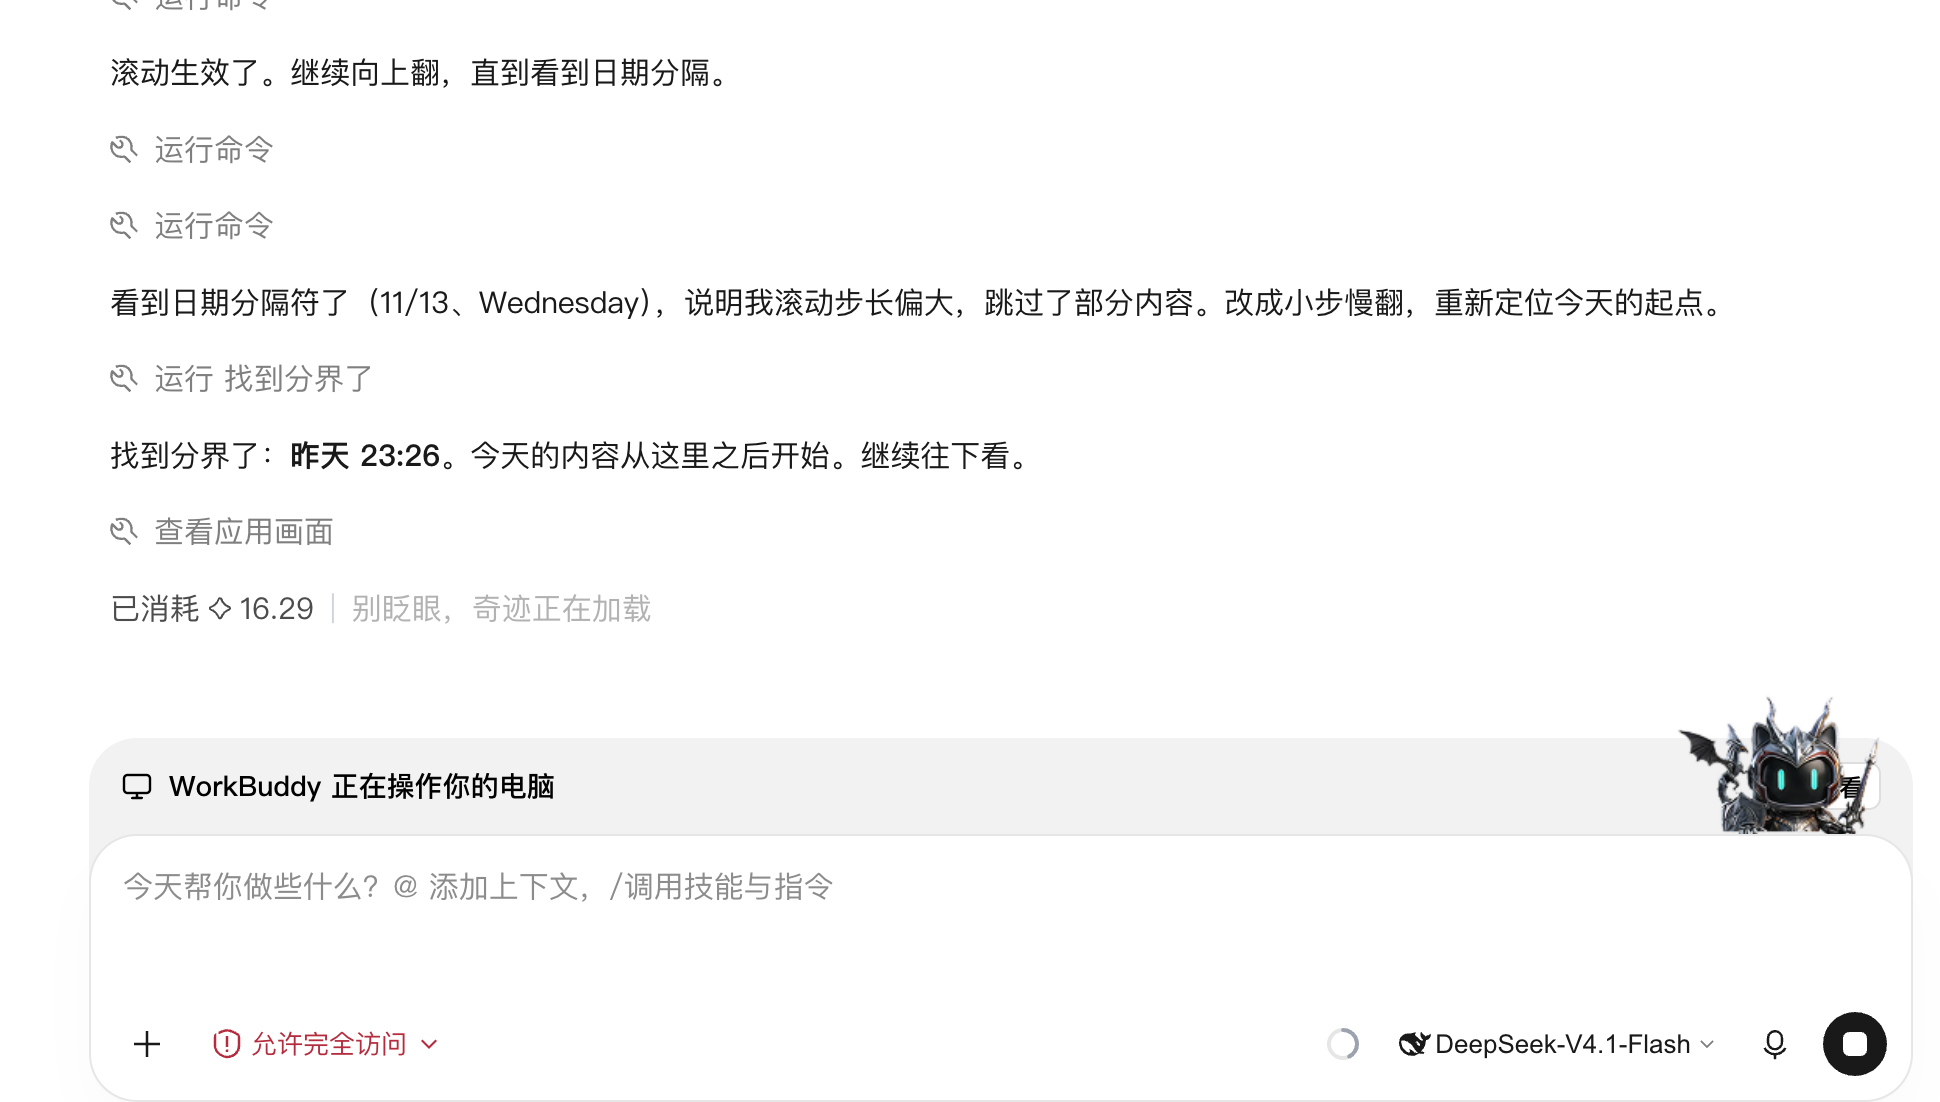 运行命令
滚动生效了。继续向上翻，直到看到日期分隔。
运行命令
运行命令
看到日期分隔符了（11/13、Wednesday），说明我滚动步长偏大，跳过了部分内容。改成小步慢翻，重新定位今天的起点。
运行 找到分界了
找到分界了：昨天 23:26。今天的内容从这里之后开始。继续往下看。
查看应用画面
已消耗 16.29 | 别眨眼，奇迹正在加载
WorkBuddy 正在操作你的电脑
看
今天帮你做些什么？@ 添加上下文，/调用技能与指令
允许完全访问
DeepSeek-V4.1-Flash